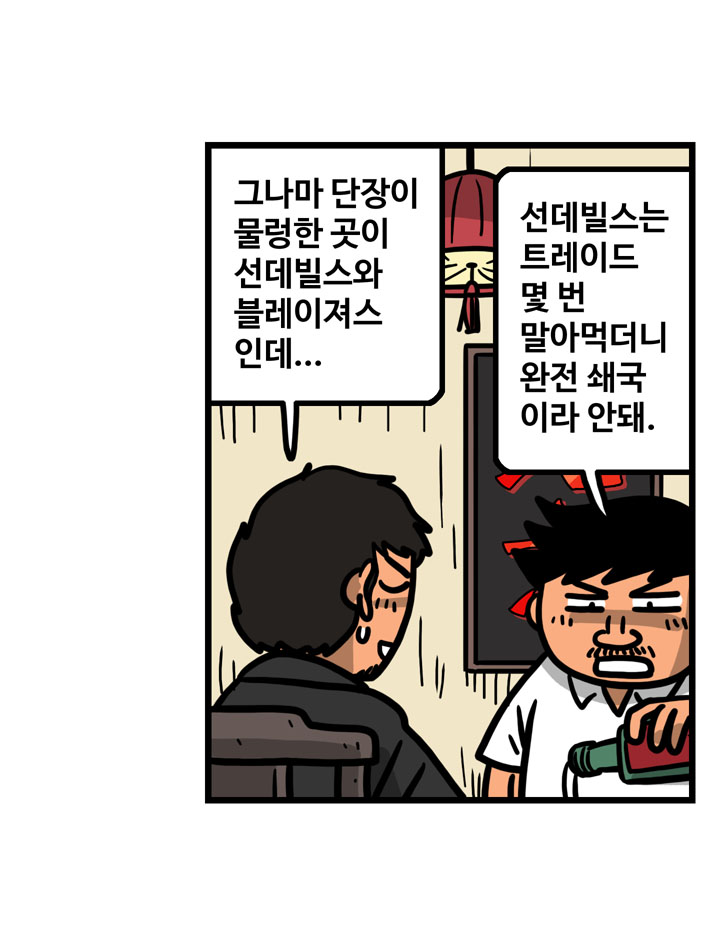 그나마 단장이
물렁한 곳이
선데빌스와
블레이져스
인데...
선데빌스는
트레이드
몇 번
말아먹더니
완전 쇄국
이라 안돼.